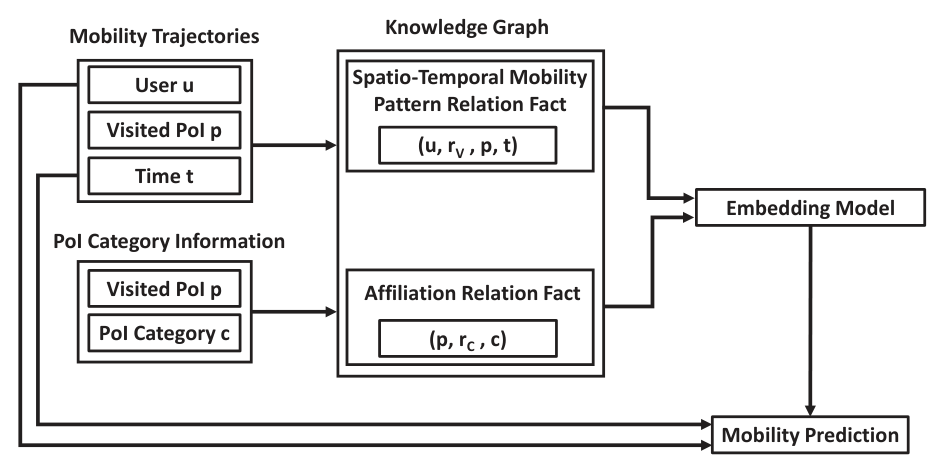 Mobility Trajectories
User u
Visited PoI p
Time t
PoI Category Information
Visited PoI p
PoI Category c
Knowledge Graph
Spatio-Temporal Mobility
Pattern Relation Fact
(u, rV , p, t)
Affiliation Relation Fact
(p, rC , c)
Embedding Model
Mobility Prediction